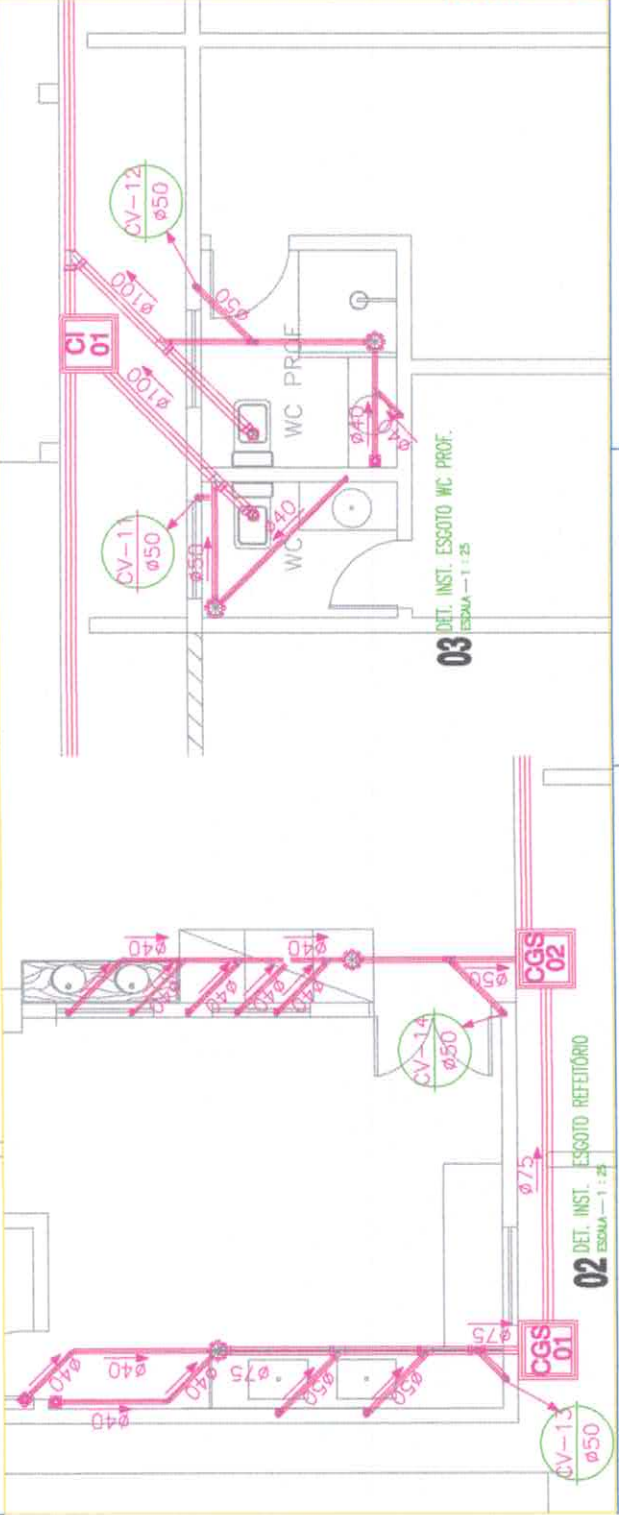 CV-12
ø50
CI
01
ø100
ø100
ø50
CV-11
ø50
ø50
WC PROF
WC
ø40
ø40
ø40
03
DET. INST. ESGOTO WC PROF.
ESCALA — 1 : 25
ø40
ø40
ø40
ø40
ø40
ø40
ø50
CV-14
ø50
CGS
02
ø75
02
DET. INST. ESGOTO REFEITÓRIO
ESCALA — 1 : 25
ø40
ø40
ø40
ø40
ø75
ø50
ø50
ø75
CGS
01
CV-13
ø50